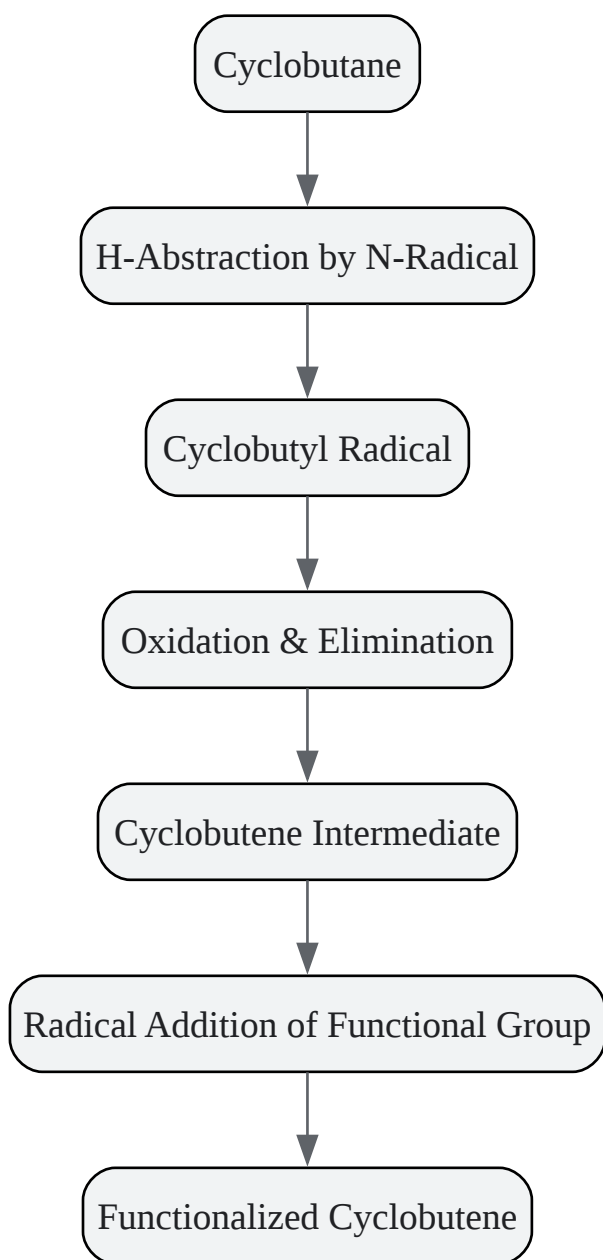 Cyclobutane
H-Abstraction by N-Radical
Cyclobutyl Radical
Oxidation & Elimination
Cyclobutene Intermediate
Radical Addition of Functional Group
Functionalized Cyclobutene